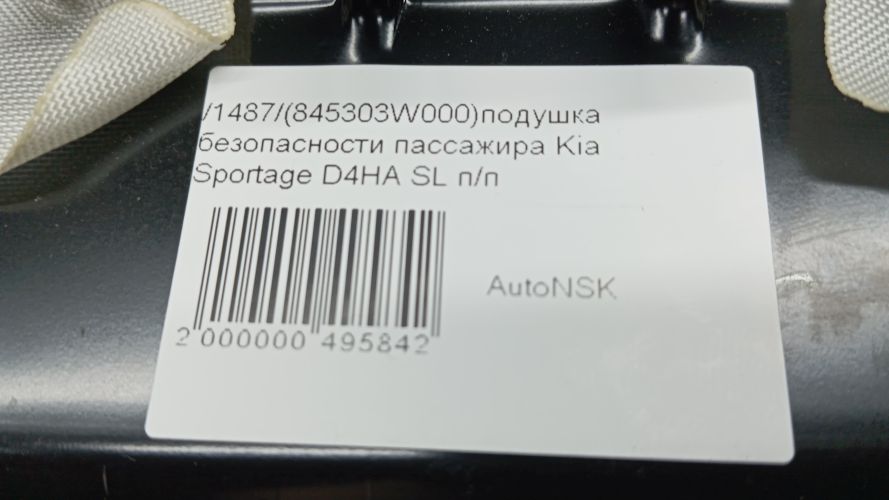 /1487/(845303W000)подушка
безопасности пассажира Kia
Sportage D4HA SL п/п
AutoNSK
2 000000 495842